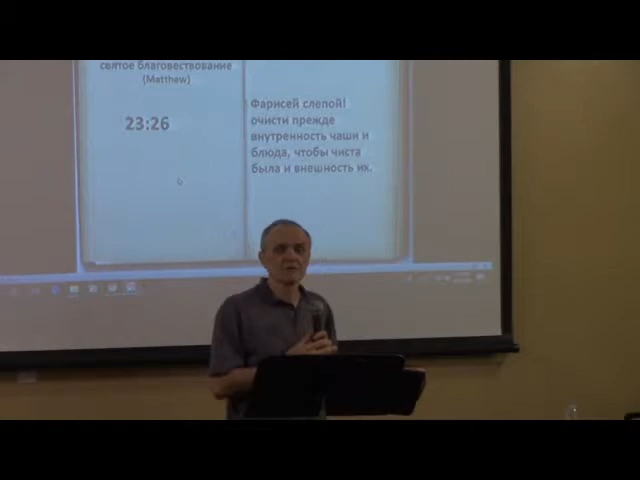 святое благовествование
(Matthew)
23:26
Фарисей слепой!
очисти прежде
внутренность чаши и
блюда, чтобы чиста
была и внешность их.